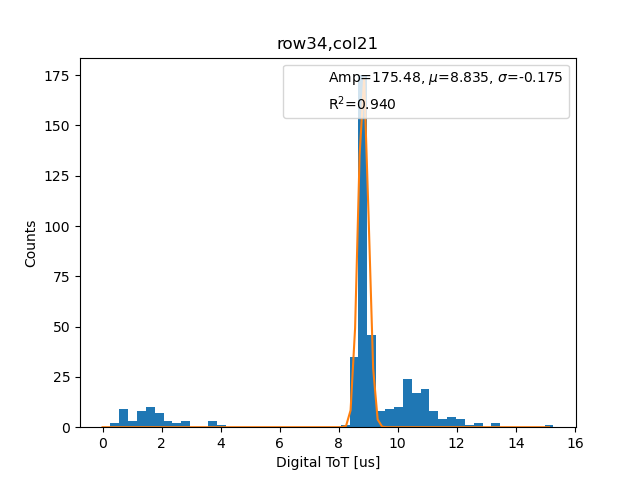 row34,col21
Amp=175.48, μ=8.835, σ=-0.175
R²=0.940
Counts
175
150
125
100
75
50
25
0
0 2 4 6 8 10 12 14 16
Digital ToT [us]